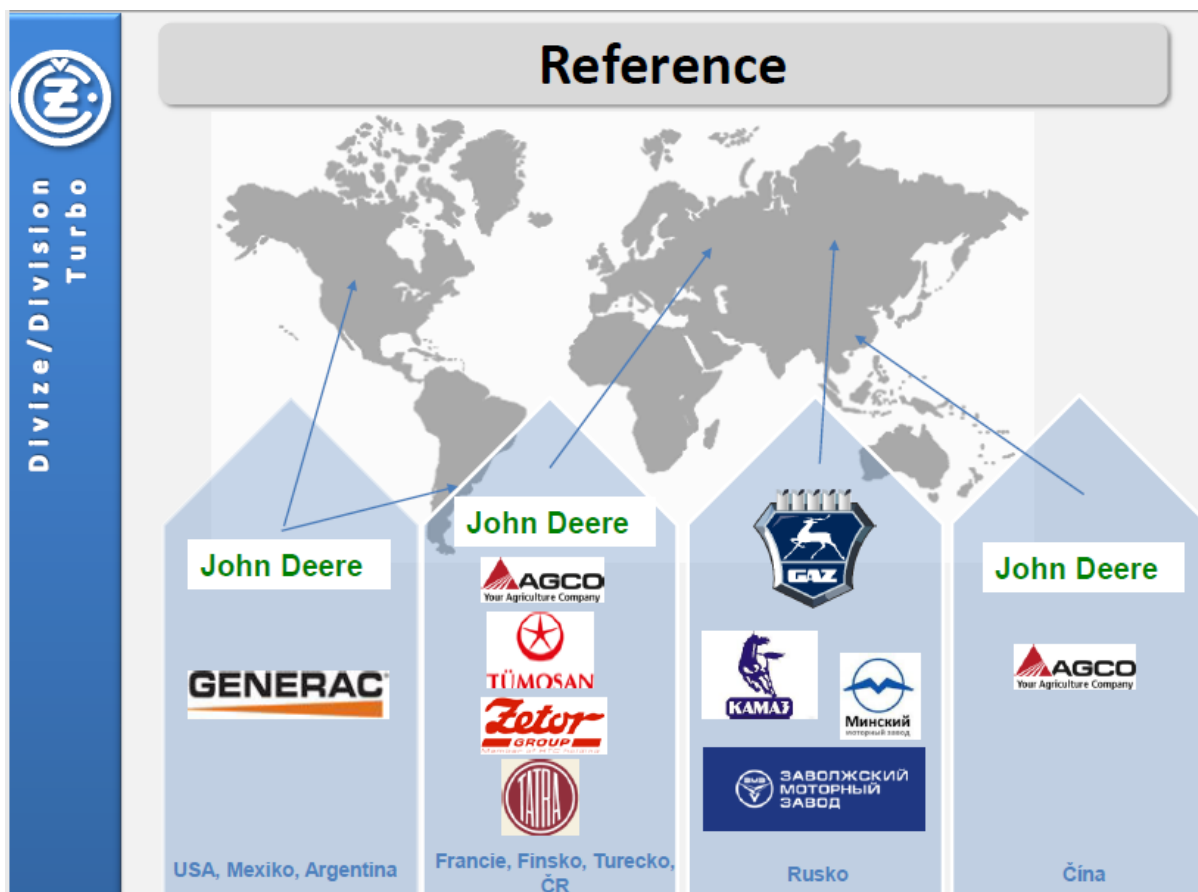 Reference
ČZ
Divize/Division
Turbo
John Deere
GENERAC
USA, Mexiko, Argentina
John Deere
AGCO
Your Agriculture Company
TÜMOSAN
Zetor
GROUP
TATRA
Francie, Finsko, Turecko,
ČR
GAZ
КАМАЗ
Минский
моторный завод
ЗАВОЛЖСКИЙ
МОТОРНЫЙ
ЗАВОД
Rusko
John Deere
AGCO
Your Agriculture Company
Čína